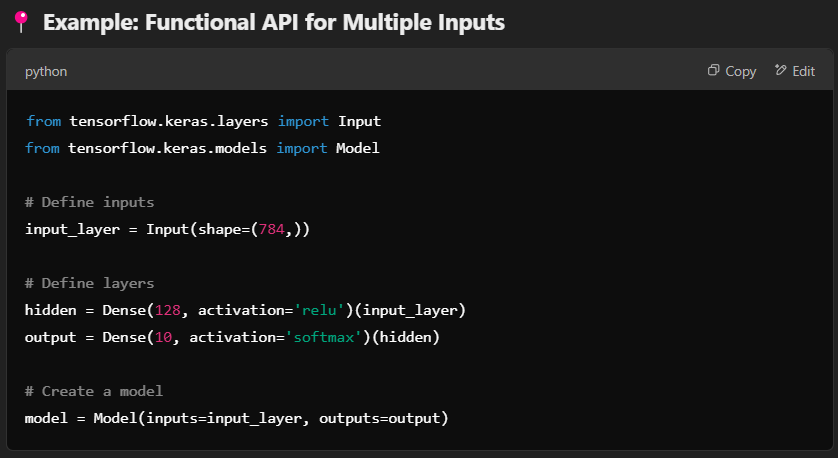 📍 Example: Functional API for Multiple Inputs
python
Copy Edit
from tensorflow.keras.layers import Input
from tensorflow.keras.models import Model
# Define inputs
input_layer = Input(shape=(784,))
# Define layers
hidden = Dense(128, activation='relu')(input_layer)
output = Dense(10, activation='softmax')(hidden)
# Create a model
model = Model(inputs=input_layer, outputs=output)